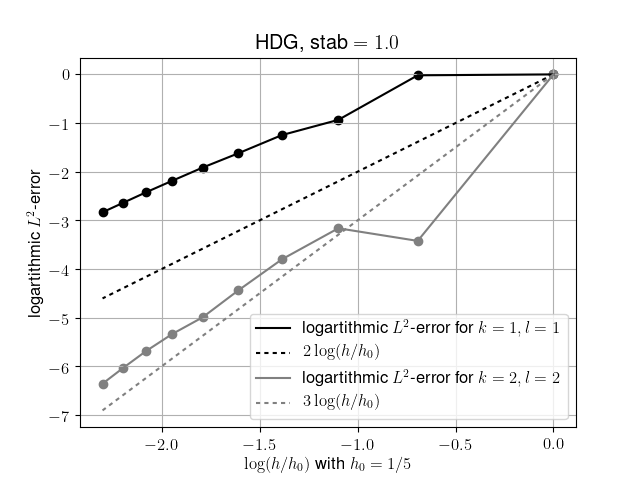 HDG, stab = 1.0
0
−1
−2
−3
−4
−5
−6
−7
logartithmic L²-error
logartithmic L²-error for k = 1, l = 1
2 log(h/h₀)
logartithmic L²-error for k = 2, l = 2
3 log(h/h₀)
−2.0 −1.5 −1.0 −0.5 0.0
log(h/h₀) with h₀ = 1/5